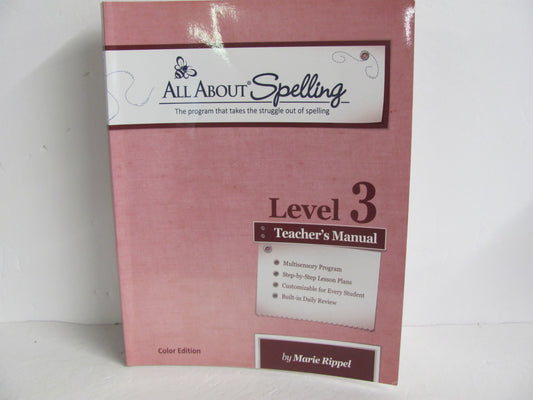 All About® Spelling
The program that takes the struggle out of spelling
Level 3
Teacher's Manual
Multisensory Program
Step-by-Step Lesson Plans
Customizable for Every Student
Built-in Daily Review
Color Edition
by Marie Rippel